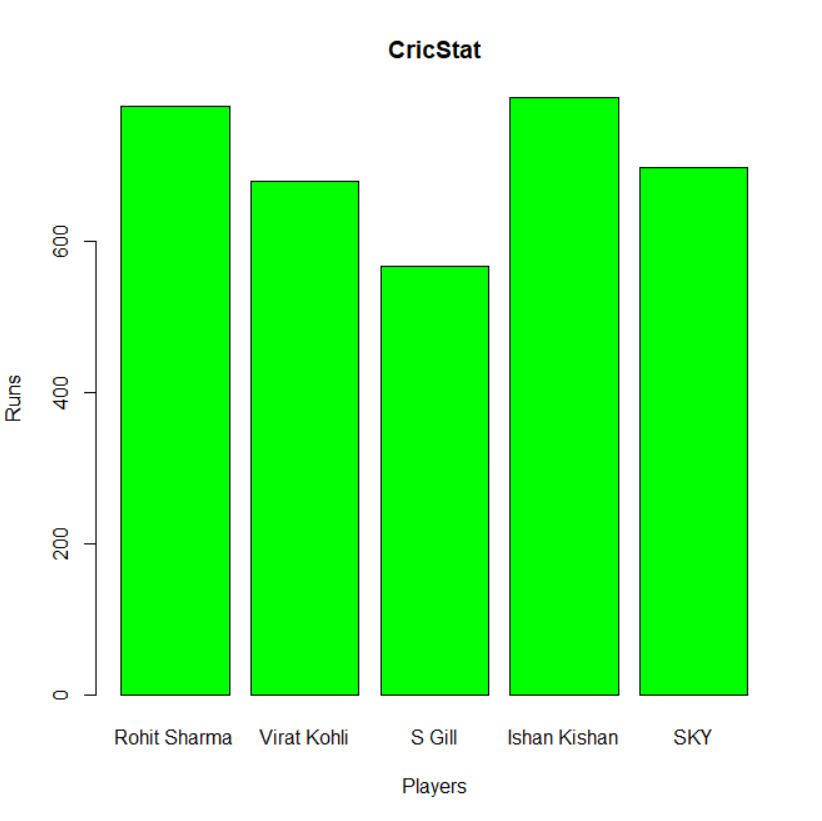 CricStat
600
400
200
0
Runs
Rohit Sharma Virat Kohli S Gill Ishan Kishan SKY
Players